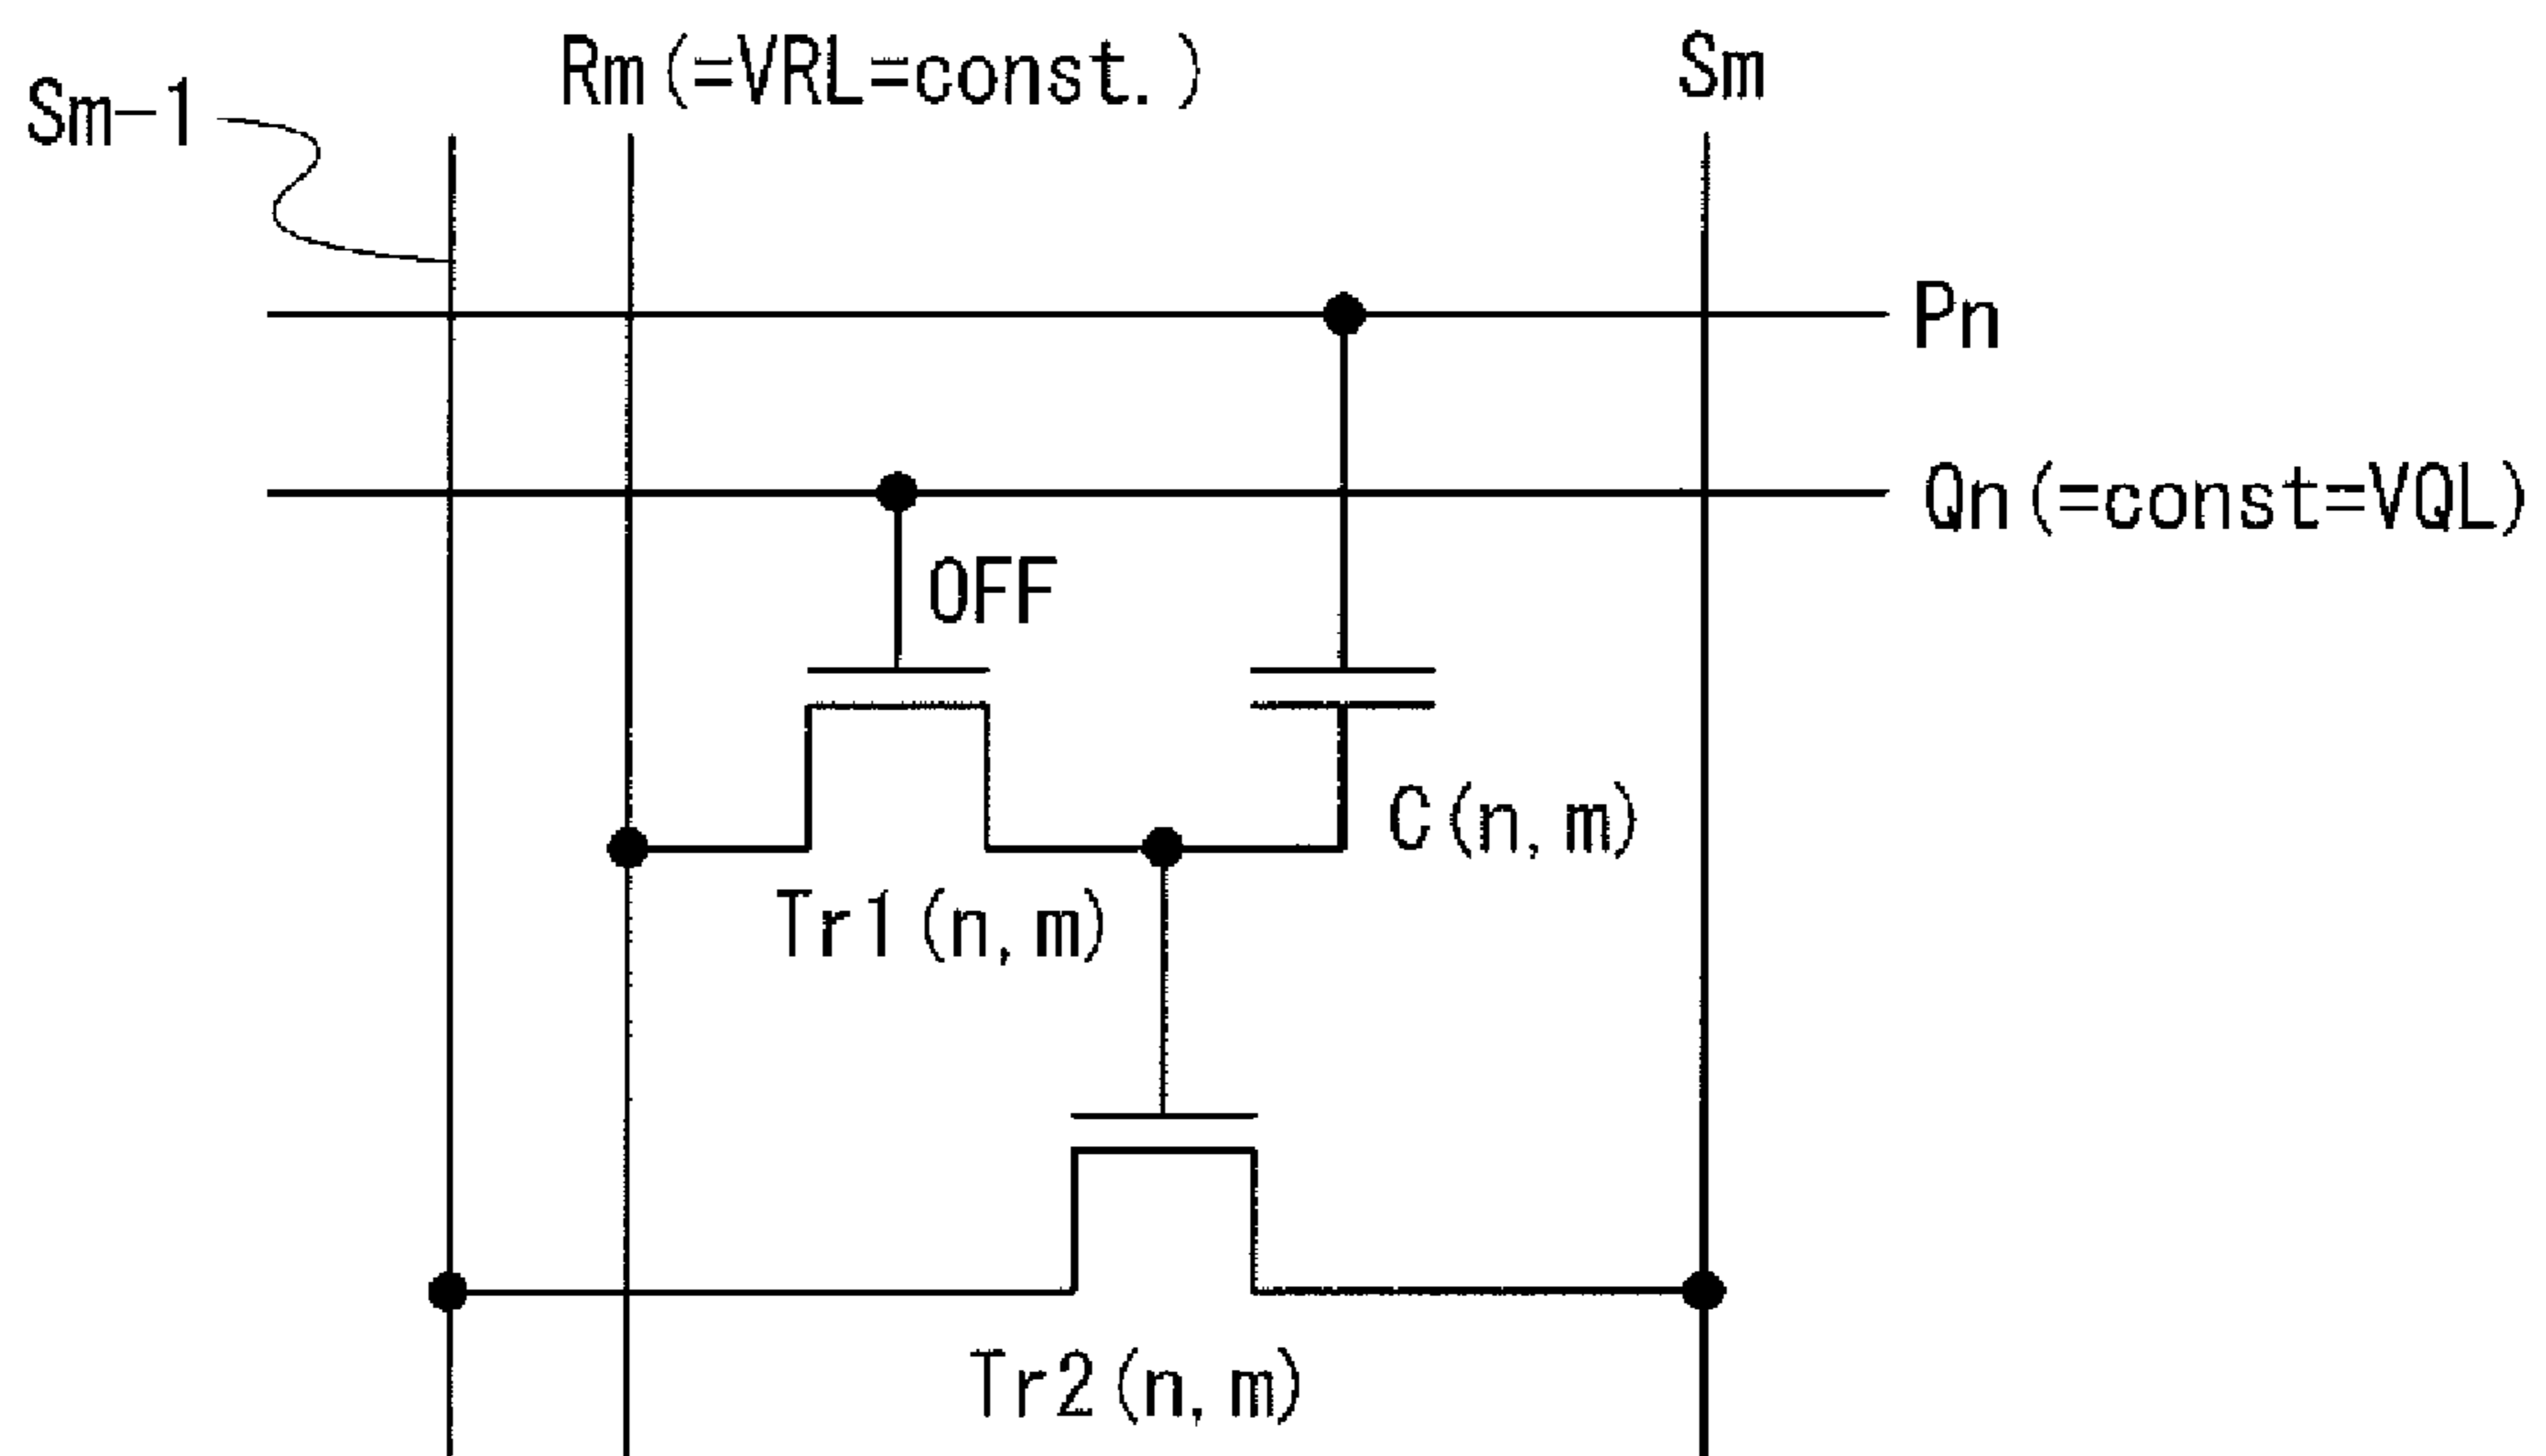 Rm(=VRL=const.)
Sm
Sm-1
Pn
Qn(=const=VQL)
OFF
C(n,m)
Tr1(n,m)
Tr2(n,m)